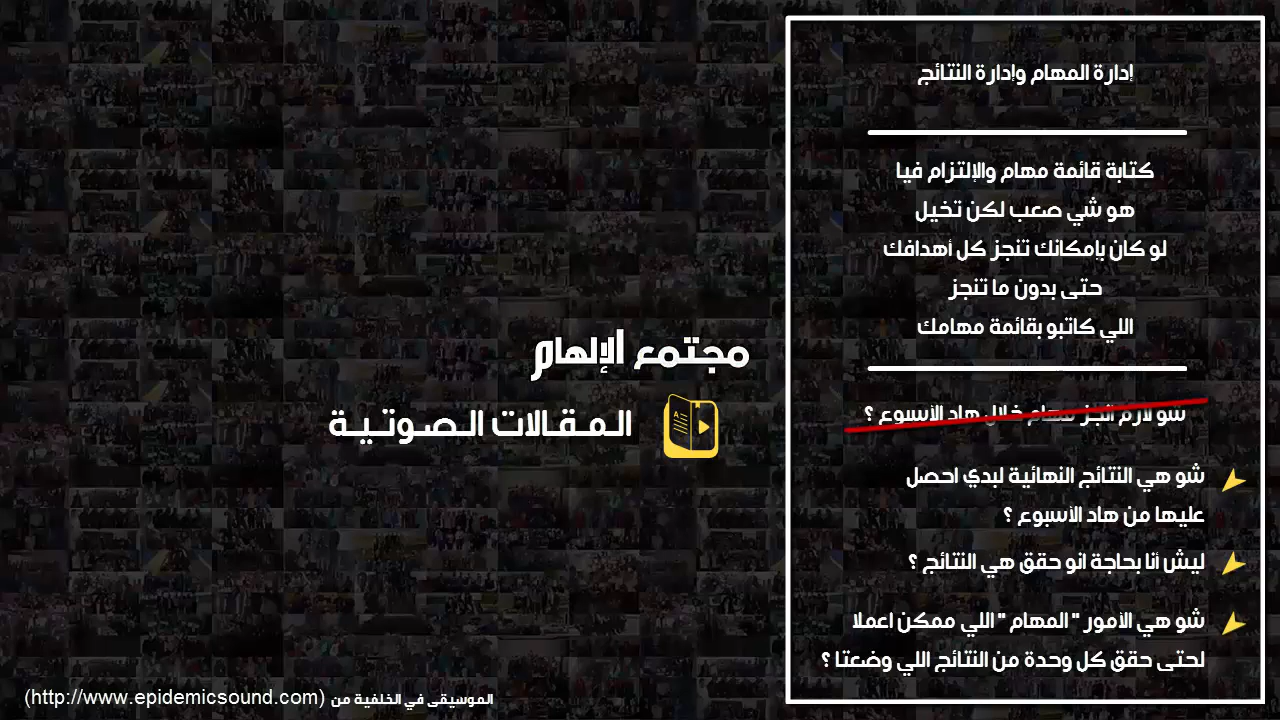 إدارة المهام وإدارة النتائج
كتابة قائمة مهام والإلتزام فيا
هو شي صعب لكن تخيل
لو كان بإمكانك تنجز كل أهدافك
حتى بدون ما تنجز
اللي كاتبو بقائمة مهامك
شو لازم انجز مهام خلال هاد الأسبوع ؟
شو هي النتائج النهائية لبدي احصل
عليها من هاد الأسبوع ؟
ليش أنا بحاجة انو حقق هي النتائج ؟
شو هي الأمور " المهام " اللي ممكن اعملا
لحتى حقق كل وحدة من النتائج اللي وضعتا ؟
مجتمع الإلهام
المقالات الصوتية
الموسيقى في الخلفية من (http://www.epidemicsound.com)